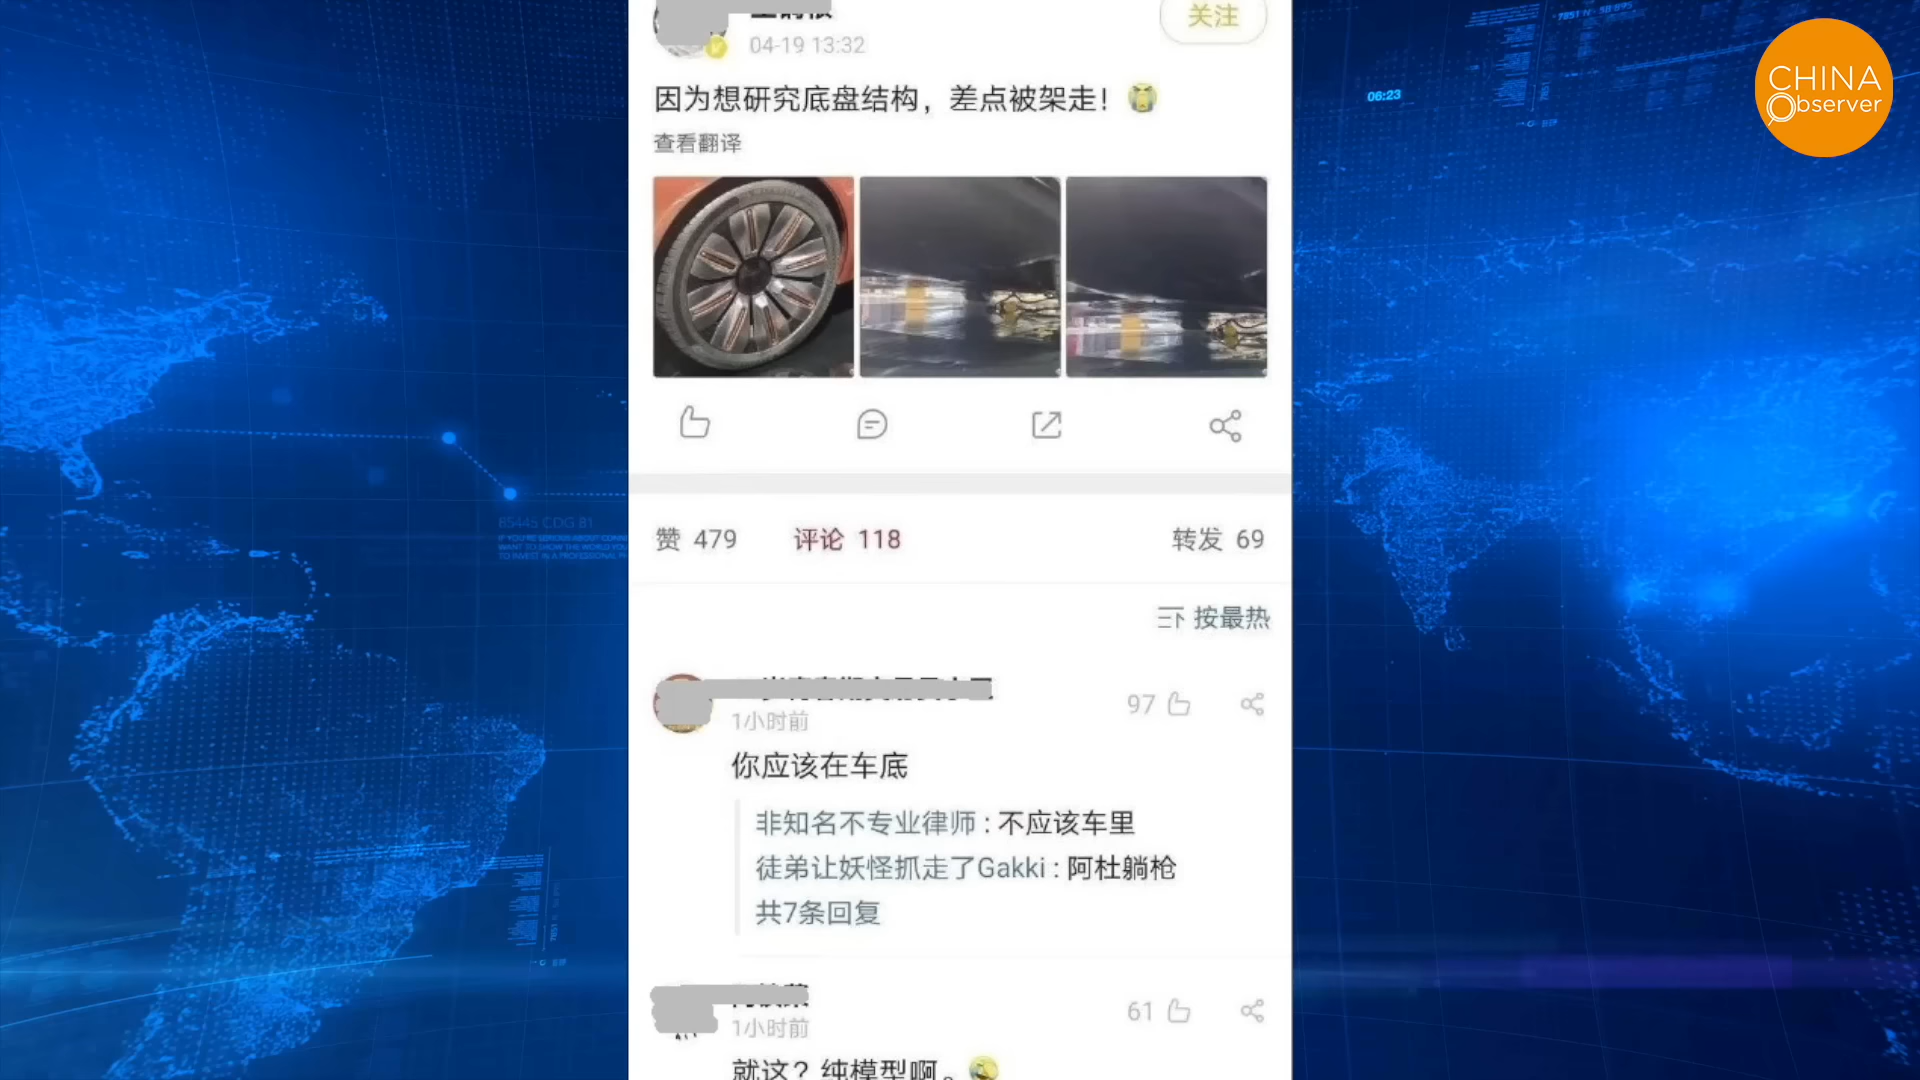 关注
04-19 13:32
因为想研究底盘结构，差点被架走！
查看翻译
赞 479
评论 118
转发 69
按最热
97
1小时前
你应该在车底
非知名不专业律师 : 不应该车里
徒弟让妖怪抓走了Gakki : 阿杜躺枪
共7条回复
61
1小时前
就这？纯模型啊。
CHINA
Observer
06:23
B5445 COG 81